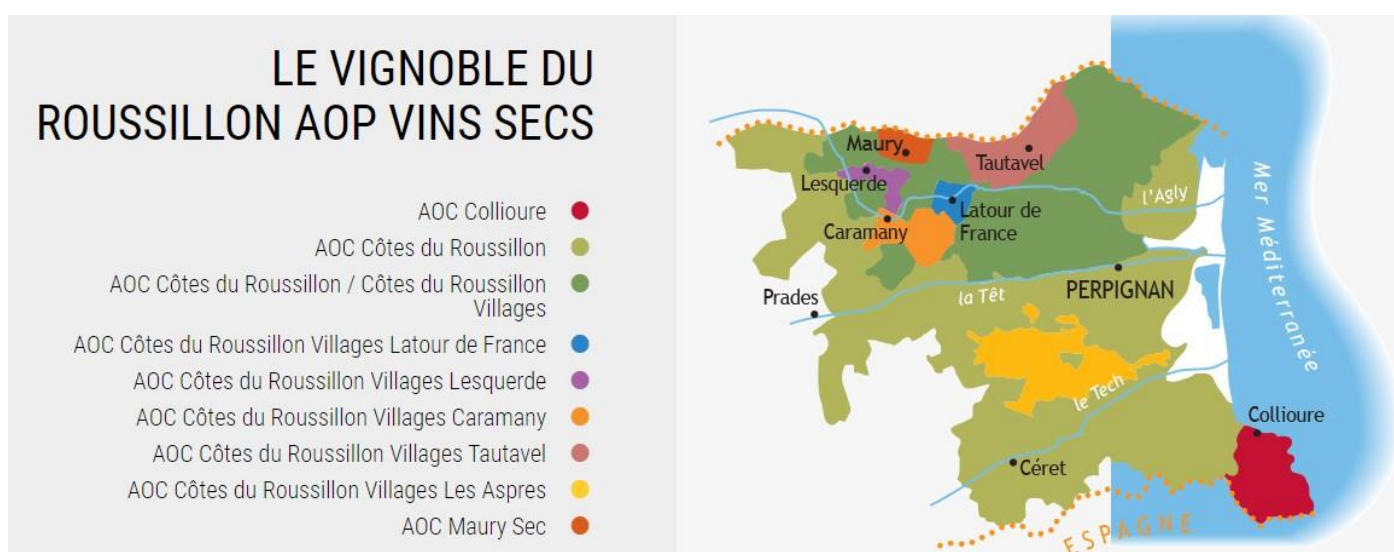 LE VIGNOBLE DU
ROUSSILLON AOP VINS SECS
AOC Collioure
AOC Côtes du Roussillon
AOC Côtes du Roussillon / Côtes du Roussillon
Villages
AOC Côtes du Roussillon Villages Latour de France
AOC Côtes du Roussillon Villages Lesquerde
AOC Côtes du Roussillon Villages Caramany
AOC Côtes du Roussillon Villages Tautavel
AOC Côtes du Roussillon Villages Les Aspres
AOC Maury Sec
Maury
Tautavel
Lesquerde
l'Agly
Latour de
France
Caramany
Mer Méditerranée
Prades
la Têt
PERPIGNAN
le Tech
Collioure
Céret
ESPAGNE